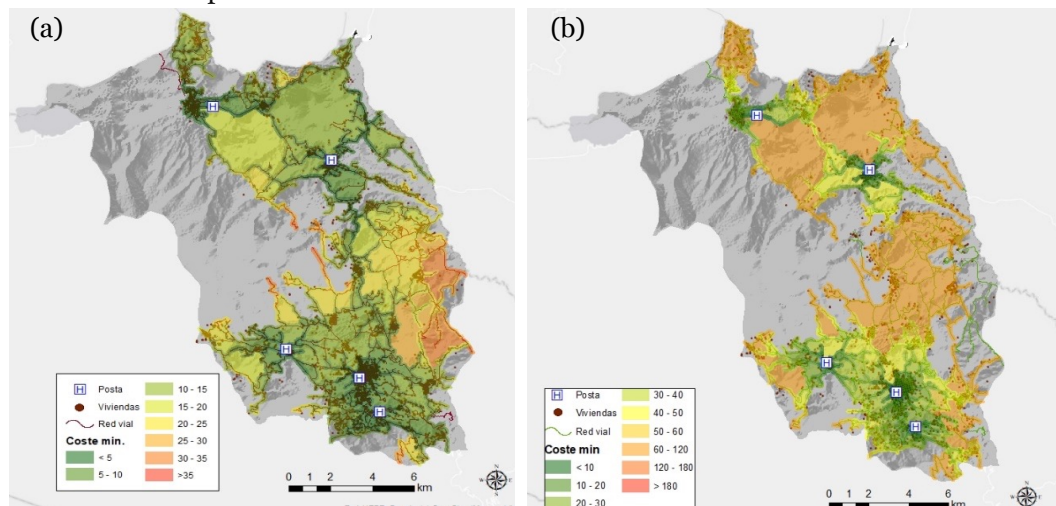 (a)
H
H
H
H
H
H Posta
Viviendas
Red vial
Coste min.
< 5
5 - 10
10 - 15
15 - 20
20 - 25
25 - 30
30 - 35
>35
0 1 2 4 6
km
N
S
(b)
H
H
H
H
H
H Posta
Viviendas
Red vial
Coste min.
< 10
10 - 20
20 - 30
30 - 40
40 - 50
50 - 60
60 - 120
120 - 180
> 180
0 1 2 4 6
km
N
S